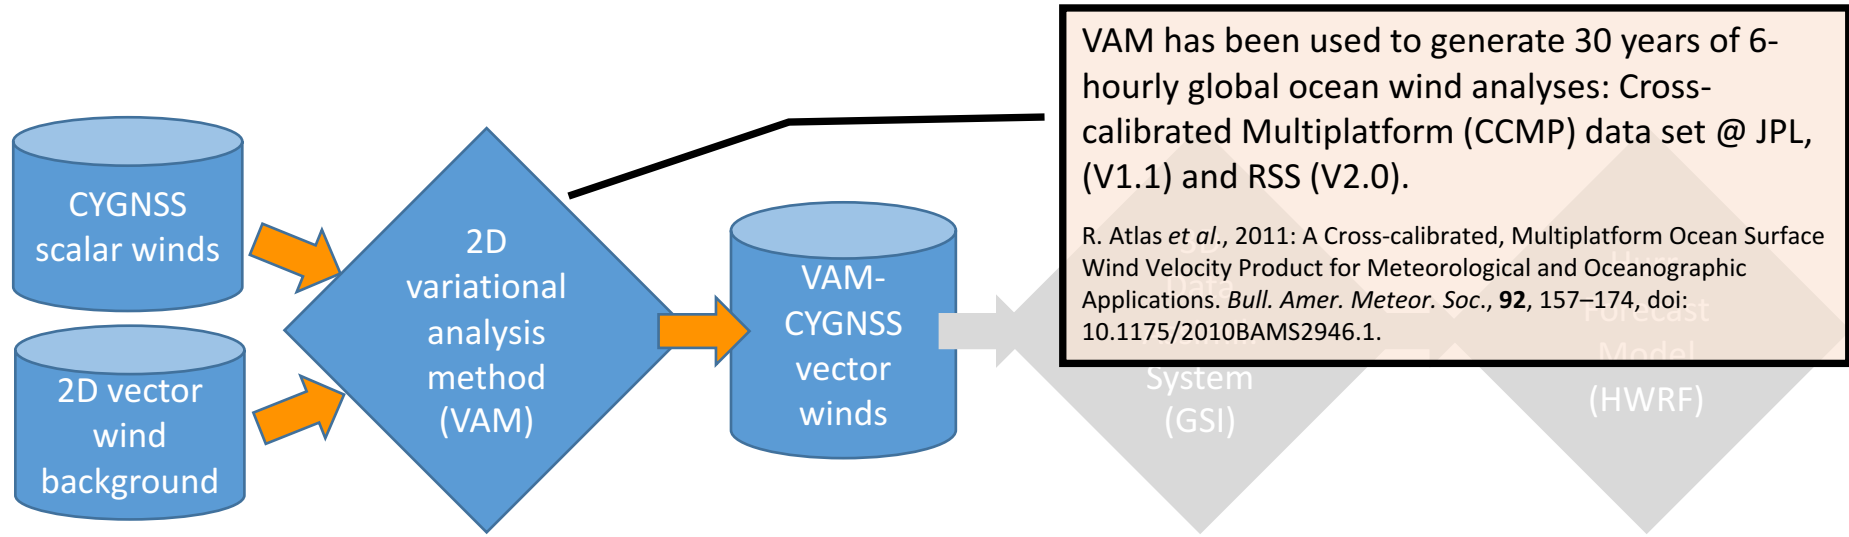 CYGNSS
scalar winds
2D vector
wind
background
2D
variational
analysis
method
(VAM)
VAM-
CYGNSS
vector
winds
VAM has been used to generate 30 years of 6-
hourly global ocean wind analyses: Cross-
calibrated Multiplatform (CCMP) data set @ JPL,
(V1.1) and RSS (V2.0).
R. Atlas et al., 2011: A Cross-calibrated, Multiplatform Ocean Surface
Wind Velocity Product for Meteorological and Oceanographic
Applications. Bull. Amer. Meteor. Soc., 92, 157–174, doi:
10.1175/2010BAMS2946.1.
Data
System
(GSI)
Forecast
Model
(HWRF)